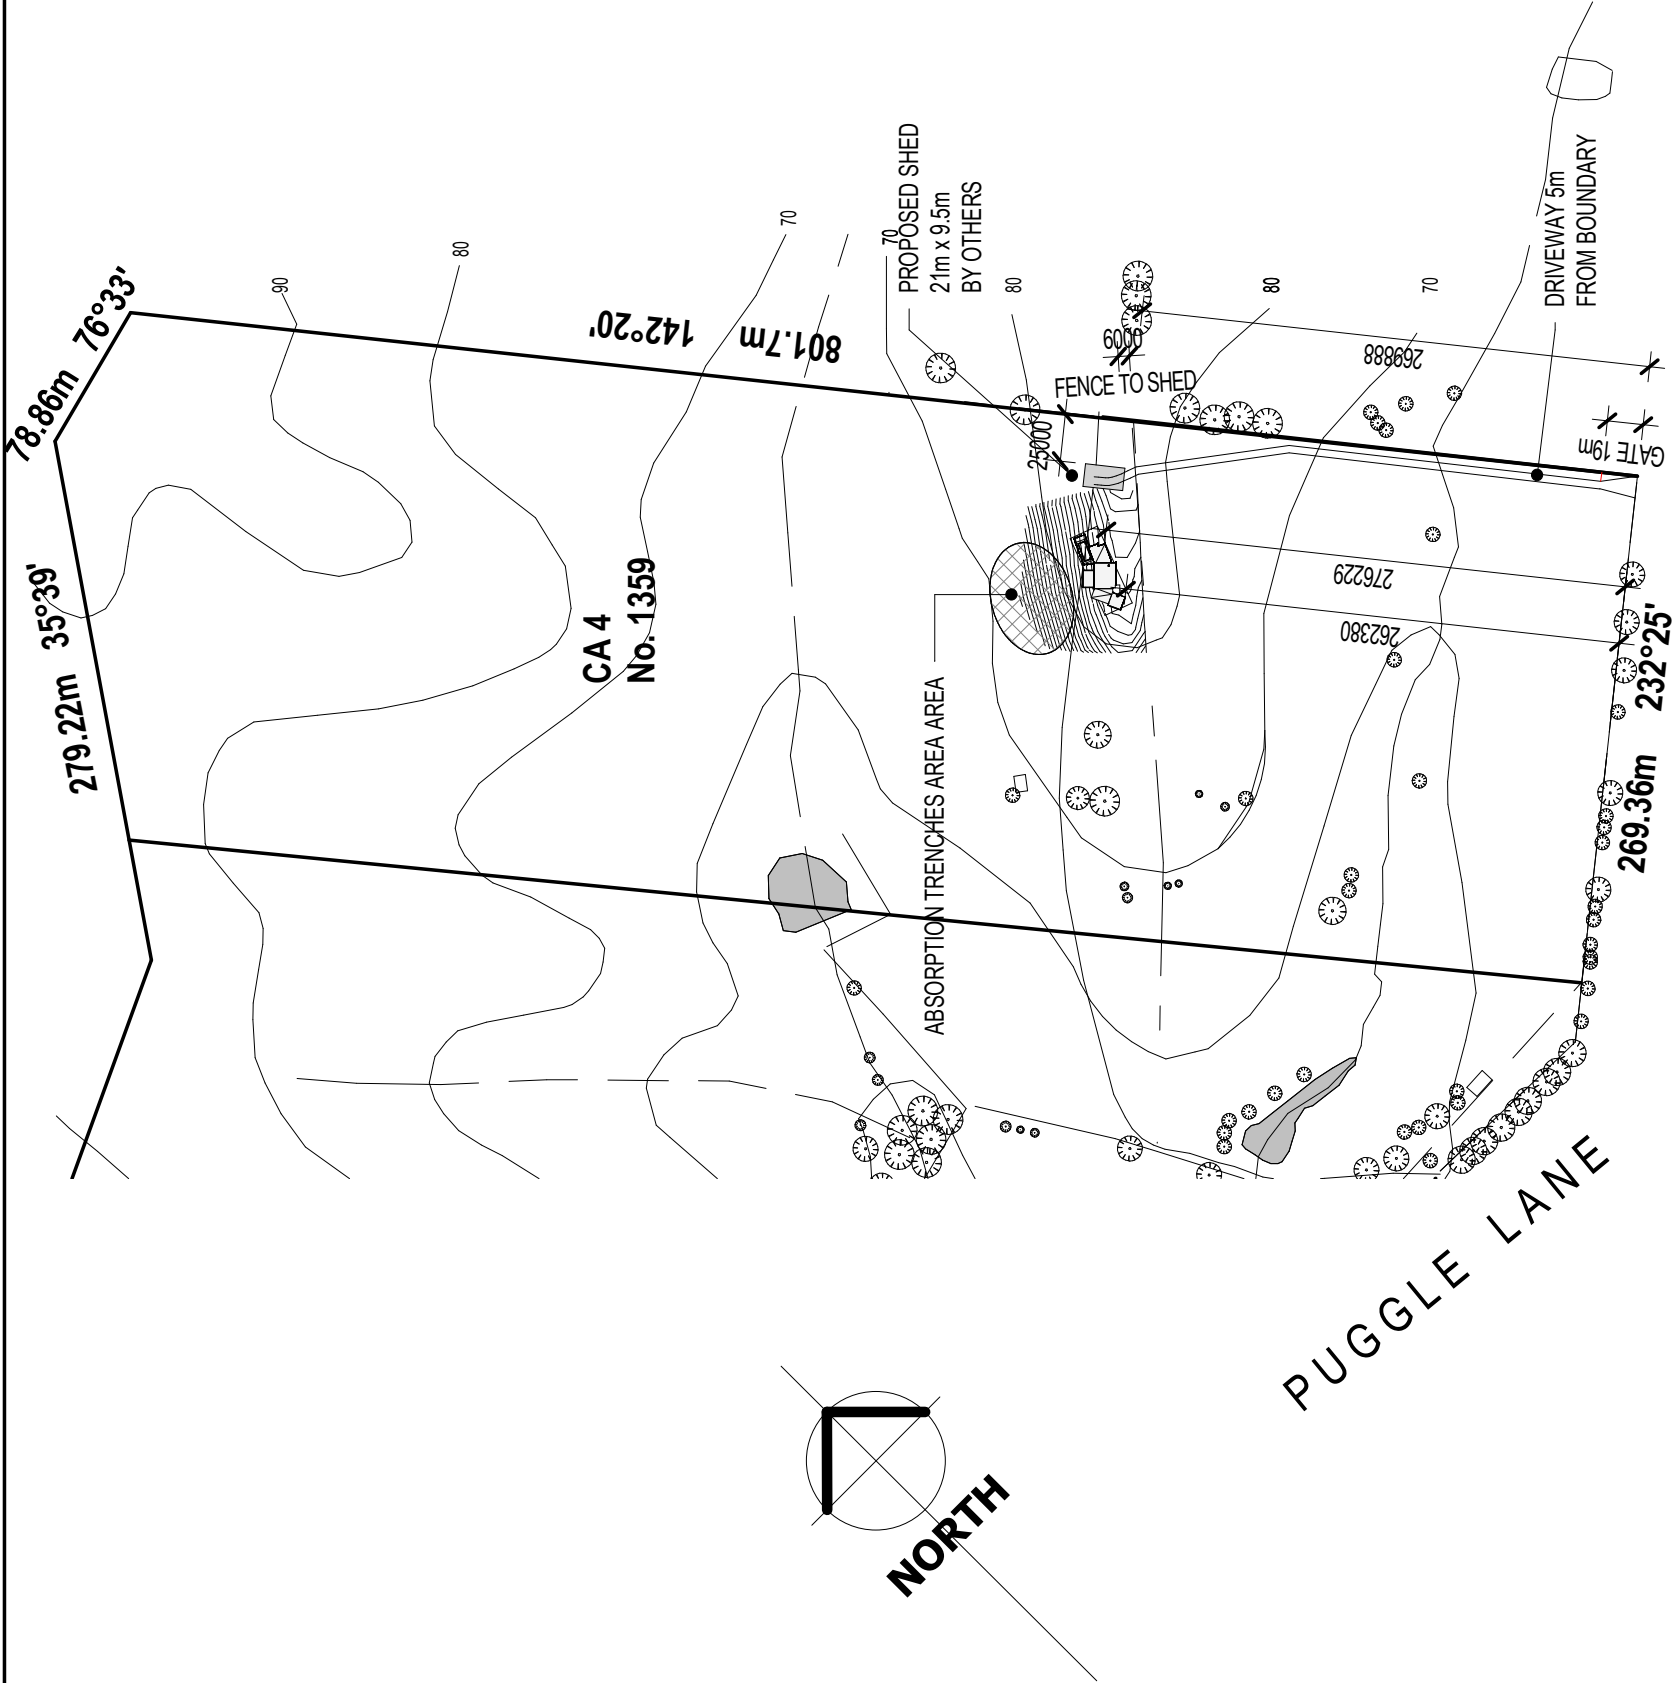 76°33'
78.86m
90
80
70
142°20'
801.7m
70
PROPOSED SHED
21m x 9.5m
BY OTHERS
80
6000
FENCE TO SHED
25000
80
70
269888
DRIVEWAY 5m
FROM BOUNDARY
GATE 19m
279.22m 35°39'
CA 4
No. 1359
276229
262380
232°25'
269.36m
ABSORPTION TRENCHES AREA AREA
PUGGLE LANE
NORTH